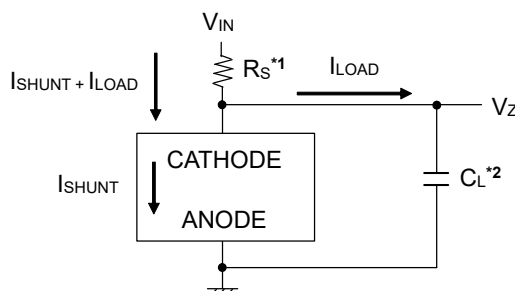 VIN
RS*1
ILOAD
ISHUNT + ILOAD
VZ
CATHODE
ISHUNT
CL*2
ANODE